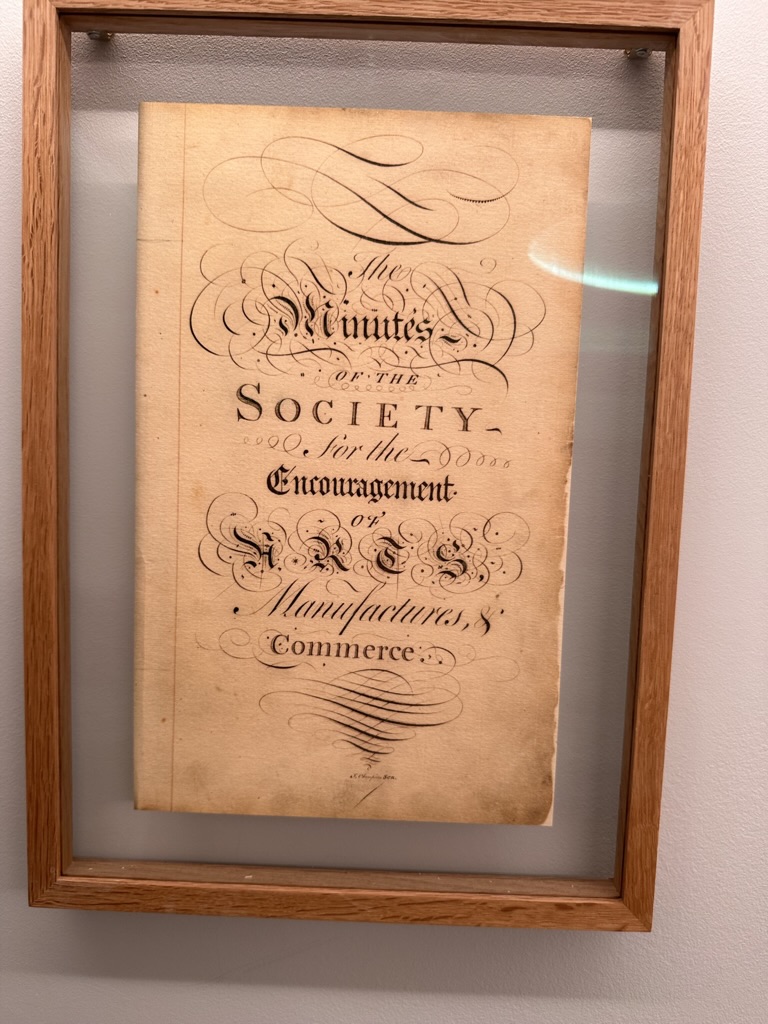 The
Minutes
OF THE
SOCIETY
For the
Encouragement
OF
ARTS,
Manufactures, &
Commerce.